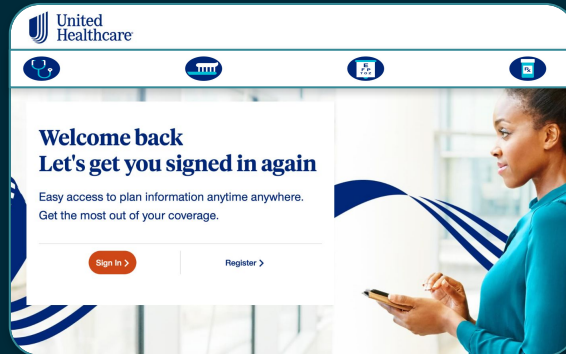 United
Healthcare
E
F P
T O Z
Rx
Welcome back
Let's get you signed in again
Easy access to plan information anytime anywhere.
Get the most out of your coverage.
Sign In >
Register >